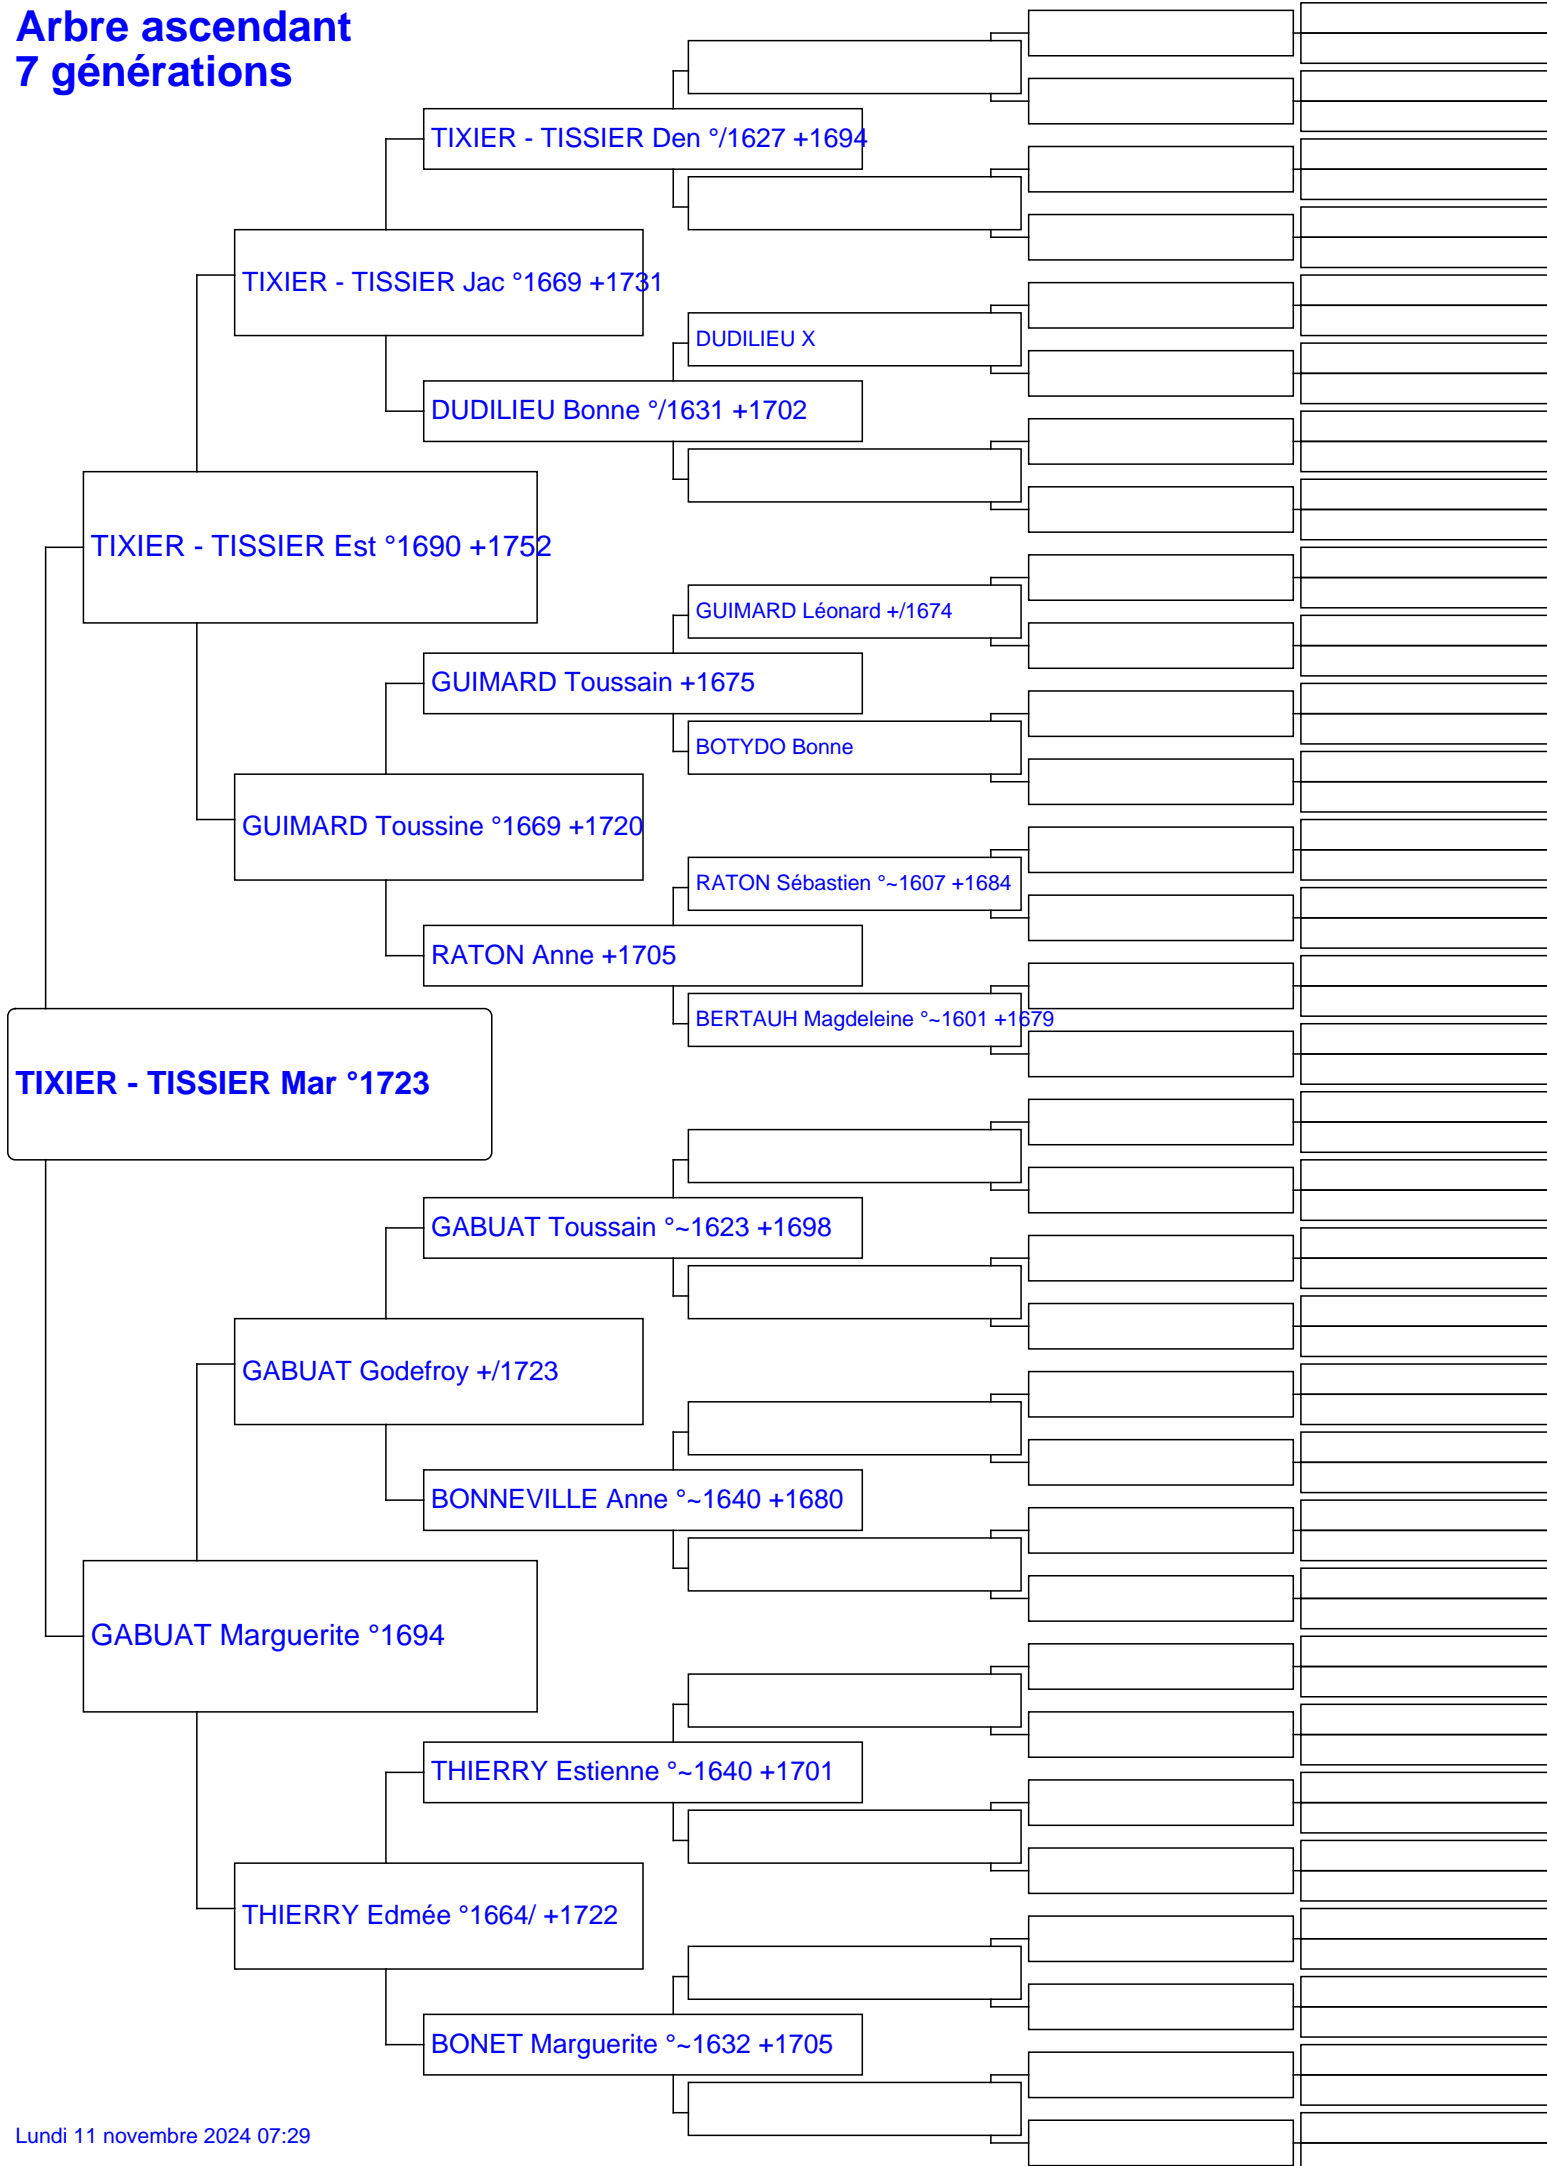 Arbre ascendant
7 générations
TIXIER - TISSIER Den °/1627 +1694
TIXIER - TISSIER Jac °1669 +1731
DUDILIEU X
DUDILIEU Bonne °/1631 +1702
TIXIER - TISSIER Est °1690 +1752
GUIMARD Léonard +/1674
GUIMARD Toussain +1675
BOTYDO Bonne
GUIMARD Toussine °1669 +1720
RATON Sébastien °~1607 +1684
RATON Anne +1705
BERTAUH Magdeleine °~1601 +1679
TIXIER - TISSIER Mar °1723
GABUAT Toussain °~1623 +1698
GABUAT Godefroy +/1723
BONNEVILLE Anne °~1640 +1680
GABUAT Marguerite °1694
THIERRY Estienne °~1640 +1701
THIERRY Edmée °1664/ +1722
BONET Marguerite °~1632 +1705
Lundi 11 novembre 2024 07:29